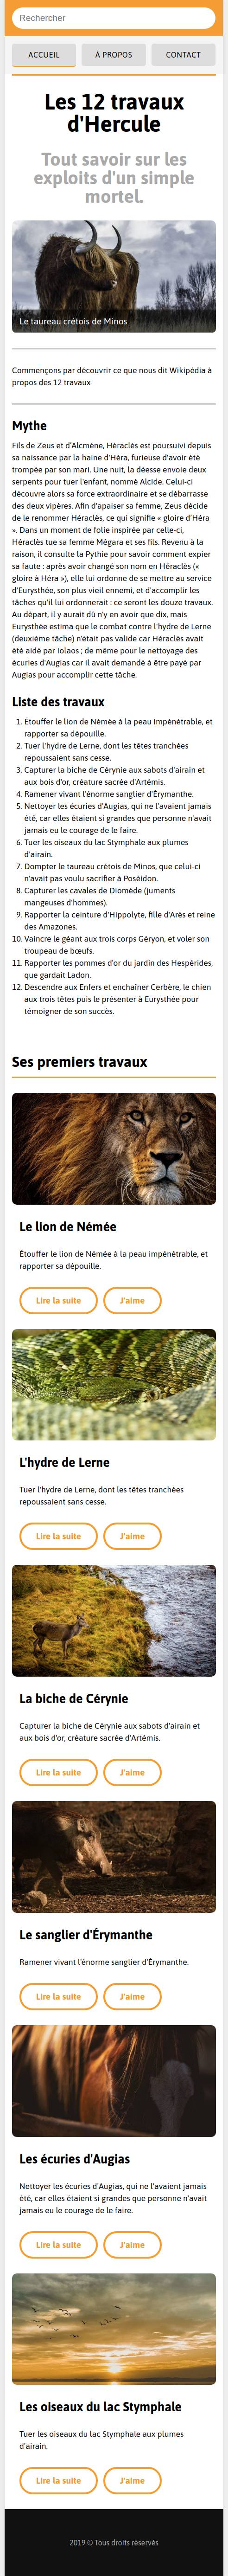 Rechercher
ACCUEIL
À PROPOS
CONTACT
Les 12 travaux
d'Hercule
Tout savoir sur les
exploits d'un simple
mortel.
Le taureau crétois de Minos
Commençons par découvrir ce que nous dit Wikipédia à
propos des 12 travaux
Mythe
Fils de Zeus et d'Alcmène, Héraclès est poursuivi depuis
sa naissance par la haine d'Héra, furieuse d'avoir été
trompée par son mari. Une nuit, la déesse envoie deux
serpents pour tuer l'enfant, nommé Alcide. Celui-ci
découvre alors sa force extraordinaire et se débarrasse
des deux vipères. Afin d'apaiser sa femme, Zeus décide
de le renommer Héraclès, ce qui signifie « gloire d'Héra
». Dans un moment de folie inspirée par celle-ci,
Héraclès tue sa femme Mégara et ses fils. Revenu à la
raison, il consulte la Pythie pour savoir comment expier
sa faute : après avoir changé son nom en Héraclès («
gloire à Héra »), elle lui ordonne de se mettre au service
d'Eurysthée, son plus vieil ennemi, et d'accomplir les
tâches qu'il lui ordonnerait : ce seront les douze travaux.
Au départ, il y aurait dû n'y en avoir que dix, mais
Eurysthée estima que le combat contre l'hydre de Lerne
(deuxième tâche) n'était pas valide car Héraclès avait
été aidé par Iolaos ; de même pour le nettoyage des
écuries d'Augias car il avait demandé à être payé par
Augias pour accomplir cette tâche.
Liste des travaux
1. Étouffer le lion de Némée à la peau impénétrable, et
rapporter sa dépouille.
2. Tuer l'hydre de Lerne, dont les têtes tranchées
repoussaient sans cesse.
3. Capturer la biche de Cérynie aux sabots d'airain et
aux bois d'or, créature sacrée d'Artémis.
4. Ramener vivant l'énorme sanglier d'Érymanthe.
5. Nettoyer les écuries d'Augias, qui ne l'avaient jamais
été, car elles étaient si grandes que personne n'avait
jamais eu le courage de le faire.
6. Tuer les oiseaux du lac Stymphale aux plumes
d'airain.
7. Dompter le taureau crétois de Minos, que celui-ci
n'avait pas voulu sacrifier à Poséidon.
8. Capturer les cavales de Diomède (juments
mangeuses d'hommes).
9. Rapporter la ceinture d'Hippolyte, fille d'Arès et reine
des Amazones.
10. Vaincre le géant aux trois corps Géryon, et voler son
troupeau de bœufs.
11. Rapporter les pommes d'or du jardin des Hespérides,
que gardait Ladon.
12. Descendre aux Enfers et enchaîner Cerbère, le chien
aux trois têtes puis le présenter à Eurysthée pour
témoigner de son succès.
Ses premiers travaux
Le lion de Némée
Étouffer le lion de Némée à la peau impénétrable, et
rapporter sa dépouille.
Lire la suite
J'aime
L'hydre de Lerne
Tuer l'hydre de Lerne, dont les têtes tranchées
repoussaient sans cesse.
Lire la suite
J'aime
La biche de Cérynie
Capturer la biche de Cérynie aux sabots d'airain et
aux bois d'or, créature sacrée d'Artémis.
Lire la suite
J'aime
Le sanglier d'Érymanthe
Ramener vivant l'énorme sanglier d'Érymanthe.
Lire la suite
J'aime
Les écuries d'Augias
Nettoyer les écuries d'Augias, qui ne l'avaient jamais
été, car elles étaient si grandes que personne n'avait
jamais eu le courage de le faire.
Lire la suite
J'aime
Les oiseaux du lac Stymphale
Tuer les oiseaux du lac Stymphale aux plumes
d'airain.
Lire la suite
J'aime
2019 © Tous droits réservés